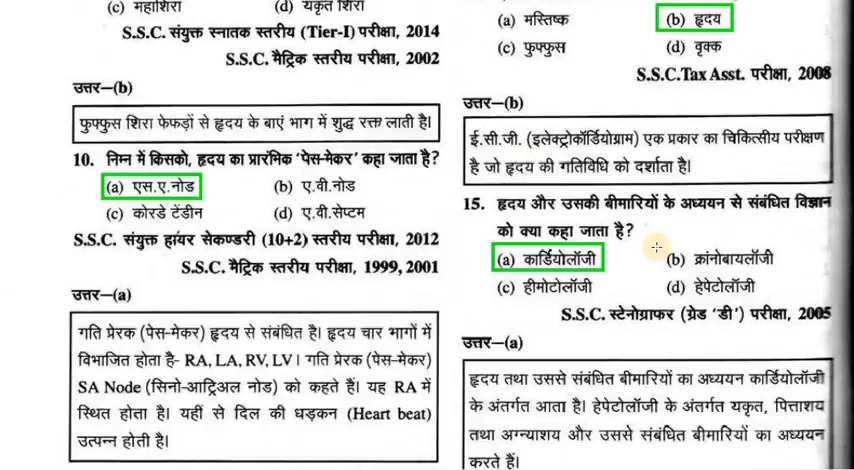 (c) महाशिरा (d) यकृत शिरा
S.S.C. संयुक्त स्नातक स्तरीय (Tier-I) परीक्षा, 2014
S.S.C. मैट्रिक स्तरीय परीक्षा, 2002
उत्तर—(b)
फुफ्फुस शिरा फेफड़ों से हृदय के बाएं भाग में शुद्ध रक्त लाती है।
10. निम्न में किसको, हृदय का प्रारंभिक 'पेस-मेकर' कहा जाता है?
(a) एस.ए.नोड (b) ए.वी.नोड
(c) कोरडे टेंडीन (d) ए.वी.सेप्टम
S.S.C. संयुक्त हायर सेकण्डरी (10+2) स्तरीय परीक्षा, 2012
S.S.C. मैट्रिक स्तरीय परीक्षा, 1999, 2001
उत्तर—(a)
गति प्रेरक (पेस-मेकर) हृदय से संबंधित है। हृदय चार भागों में
विभाजित होता है- RA, LA, RV, LV। गति प्रेरक (पेस-मेकर)
SA Node (सिनो-आट्रिअल नोड) को कहते हैं। यह RA में
स्थित होता है। यहीं से दिल की धड़कन (Heart beat)
उत्पन्न होती है।
(a) मस्तिष्क (b) हृदय
(c) फुफ्फुस (d) वृक्क
S.S.C.Tax Asst. परीक्षा, 2008
उत्तर—(b)
ई.सी.जी. (इलेक्ट्रोकॉर्डियोग्राम) एक प्रकार का चिकित्सीय परीक्षण
है जो हृदय की गतिविधि को दर्शाता है।
15. हृदय और उसकी बीमारियों के अध्ययन से संबंधित विज्ञान
को क्या कहा जाता है?
(a) कार्डियोलॉजी (b) क्रांनोबायलॉजी
(c) हीमोटोलॉजी (d) हेपेटोलॉजी
S.S.C. स्टेनोग्राफर (ग्रेड 'डी') परीक्षा, 2005
उत्तर—(a)
हृदय तथा उससे संबंधित बीमारियों का अध्ययन कार्डियोलॉजी
के अंतर्गत आता है। हेपेटोलॉजी के अंतर्गत यकृत, पित्ताशय
तथा अग्न्याशय और उससे संबंधित बीमारियों का अध्ययन
करते हैं।